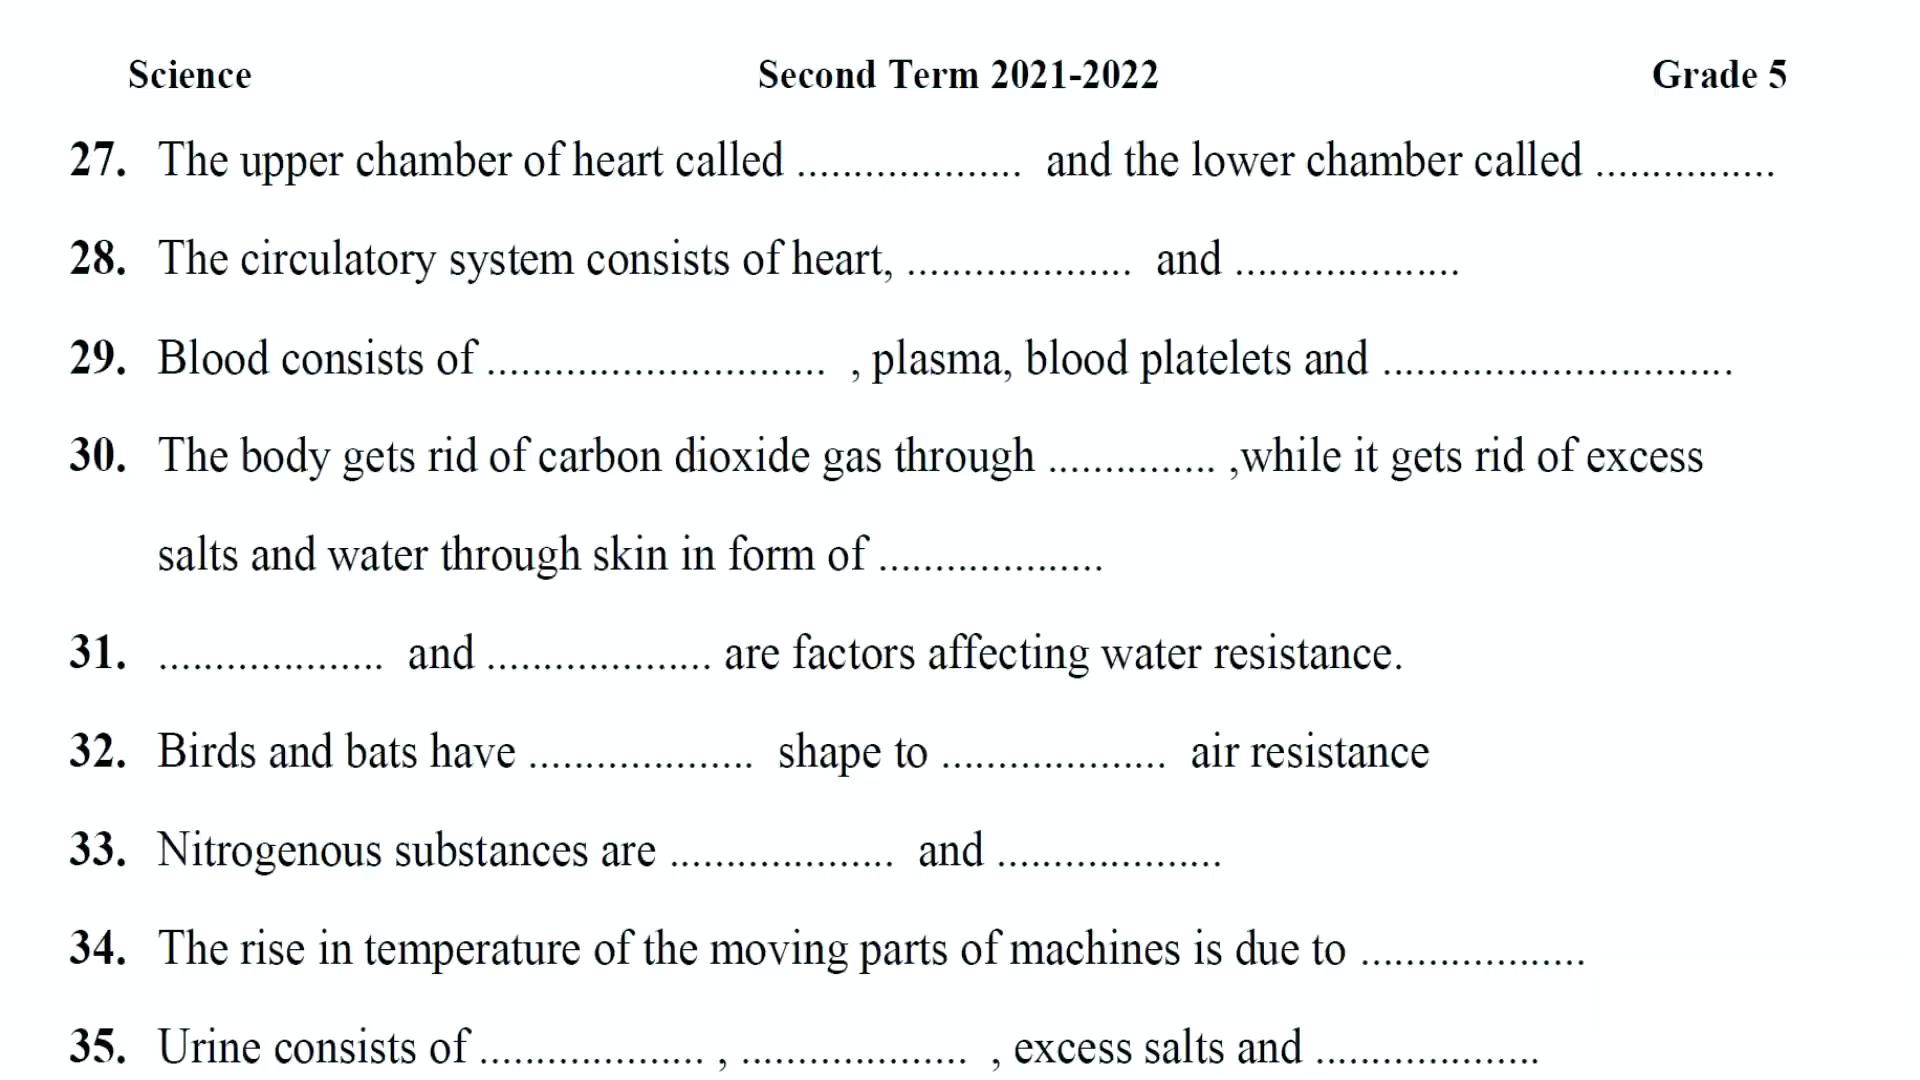 Science Second Term 2021-2022 Grade 5
27. The upper chamber of heart called .................... and the lower chamber called ................
28. The circulatory system consists of heart, .................... and ....................
29. Blood consists of .............................. , plasma, blood platelets and ...............................
30. The body gets rid of carbon dioxide gas through ............... ,while it gets rid of excess
salts and water through skin in form of ....................
31. .................... and .................... are factors affecting water resistance.
32. Birds and bats have .................... shape to .................... air resistance
33. Nitrogenous substances are .................... and ....................
34. The rise in temperature of the moving parts of machines is due to ....................
35. Urine consists of .................... , .................... , excess salts and ....................